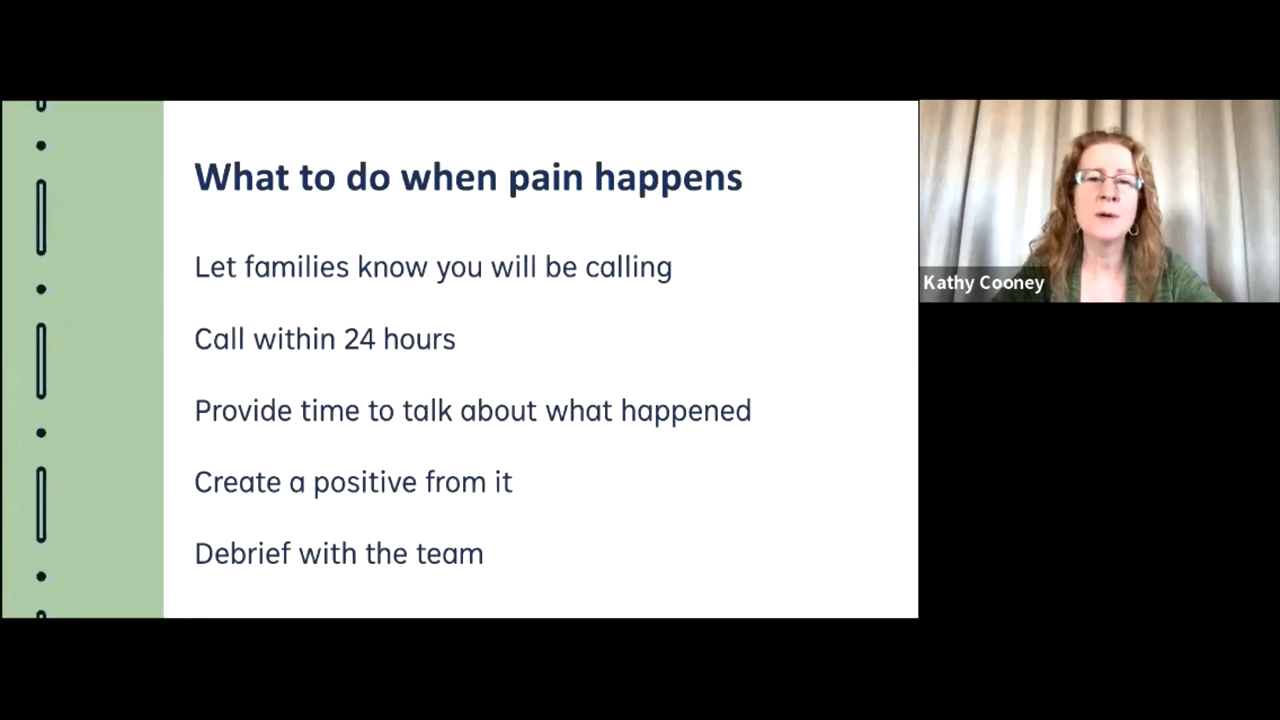 What to do when pain happens
Let families know you will be calling
Call within 24 hours
Provide time to talk about what happened
Create a positive from it
Debrief with the team
Kathy Cooney